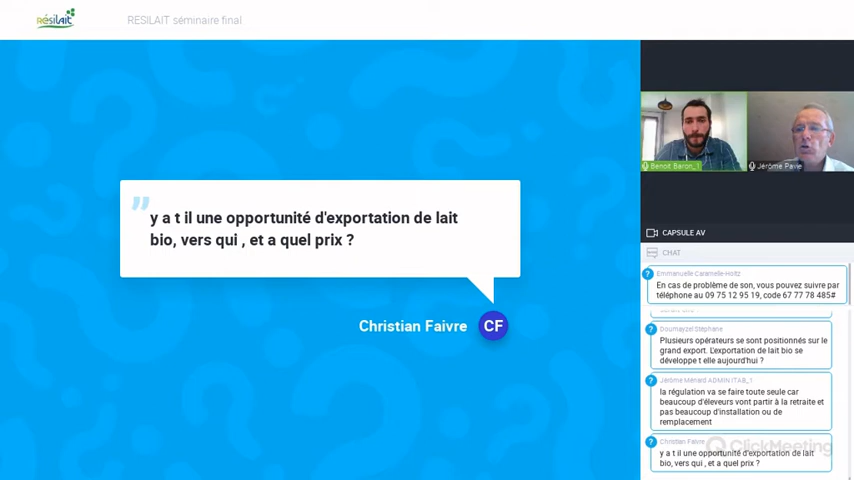 Résilait
RESILAIT séminaire final
y a t il une opportunité d'exportation de lait
bio, vers qui , et a quel prix ?
Christian Faivre
CF
Benoit Baron_1
Jérôme Pavie
CAPSULE AV
CHAT
Emmanuelle Caramelle-Holtz
En cas de problème de son, vous pouvez suivre par
téléphone au 09 75 12 95 19, code 67 77 78 485#
Doumayzel Stéphane
Plusieurs opérateurs se sont positionnés sur le
grand export. L'exportation de lait bio se
développe t elle aujourd'hui ?
Jérôme Ménard ADMIN ITAB_1
la régulation va se faire toute seule car
beaucoup d'éleveurs vont partir à la retraite et
pas beaucoup d'installation ou de
remplacement
Christian Faivre
y a t il une opportunité d'exportation de lait
bio, vers qui , et a quel prix ?
ClickMeeting